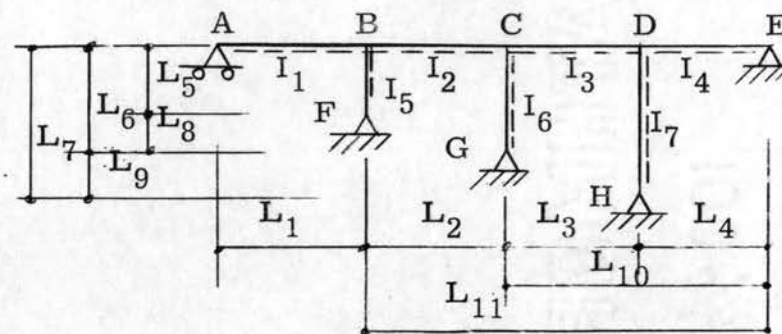 A B C D E
L5 I1 I2 I3 I4
L6 L8 F I5 I6 I7
L7 L9 G
H
L1 L2 L3 L4
L10
L11